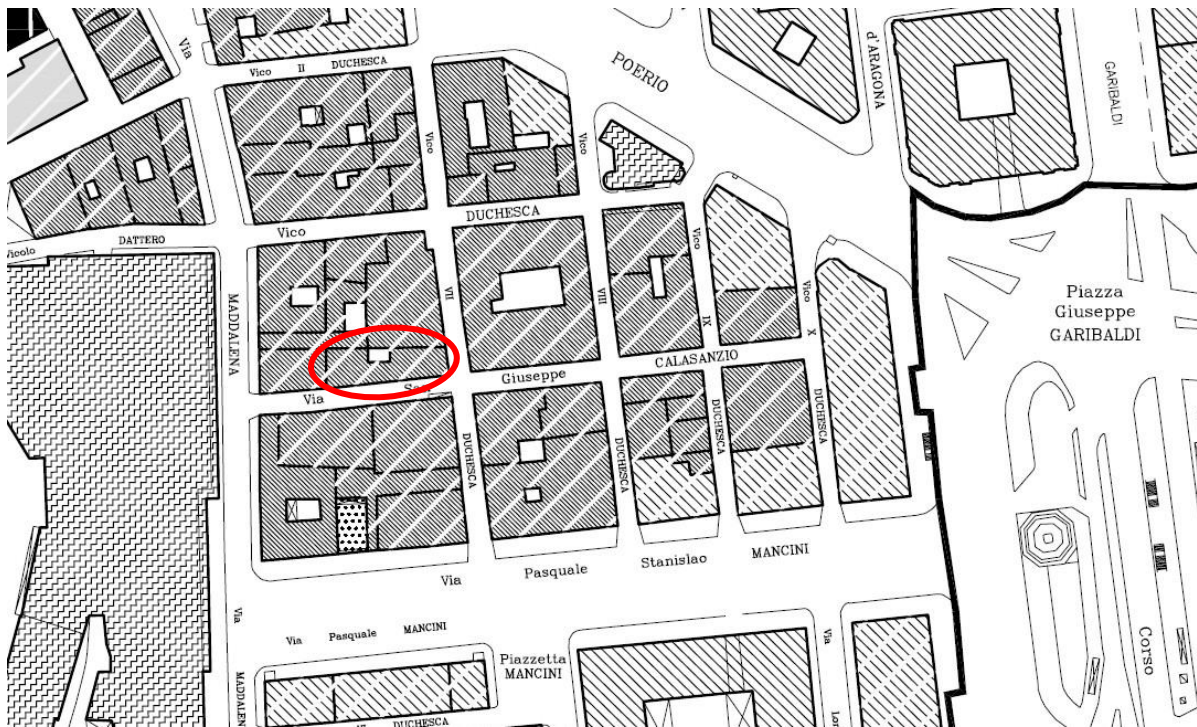 Via
Vico II DUCHESCA
POERIO
d'ARAGONA
GARIBALDI
Vico
Vico
DUCHESCA
Vico
Vicolo DATTERO
MADDALENA
VII
VIII
Vico
IX
Vico
X
Piazza
Giuseppe
GARIBALDI
Via San Giuseppe CALASANZIO
DUCHESCA
DUCHESCA
DUCHESCA
DUCHESCA
Via Pasquale Stanislao MANCINI
Via
MADDALENA
Via Pasquale MANCINI
Piazzetta
MANCINI
Via
DUCHESCA
Corso